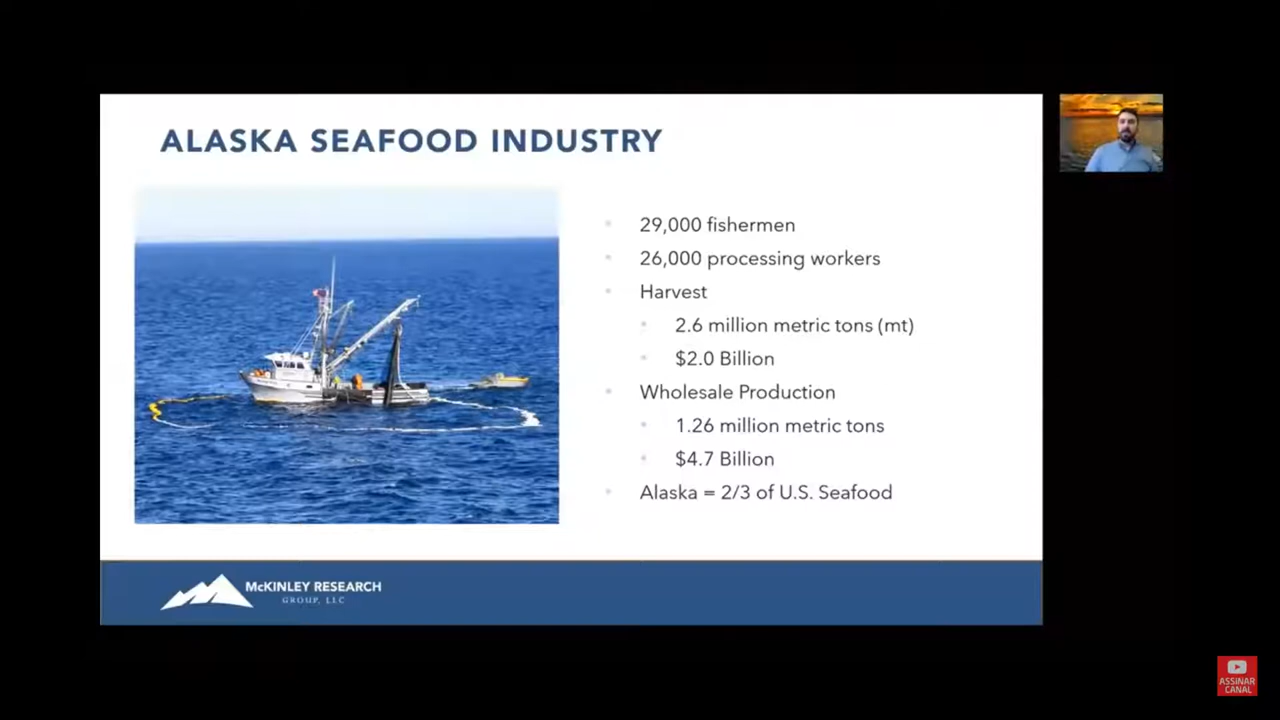 ALASKA SEAFOOD INDUSTRY
29,000 fishermen
26,000 processing workers
Harvest
2.6 million metric tons (mt)
$2.0 Billion
Wholesale Production
1.26 million metric tons
$4.7 Billion
Alaska = 2/3 of U.S. Seafood
McKINLEY RESEARCH
GROUP, LLC
ASSINAR
CANAL